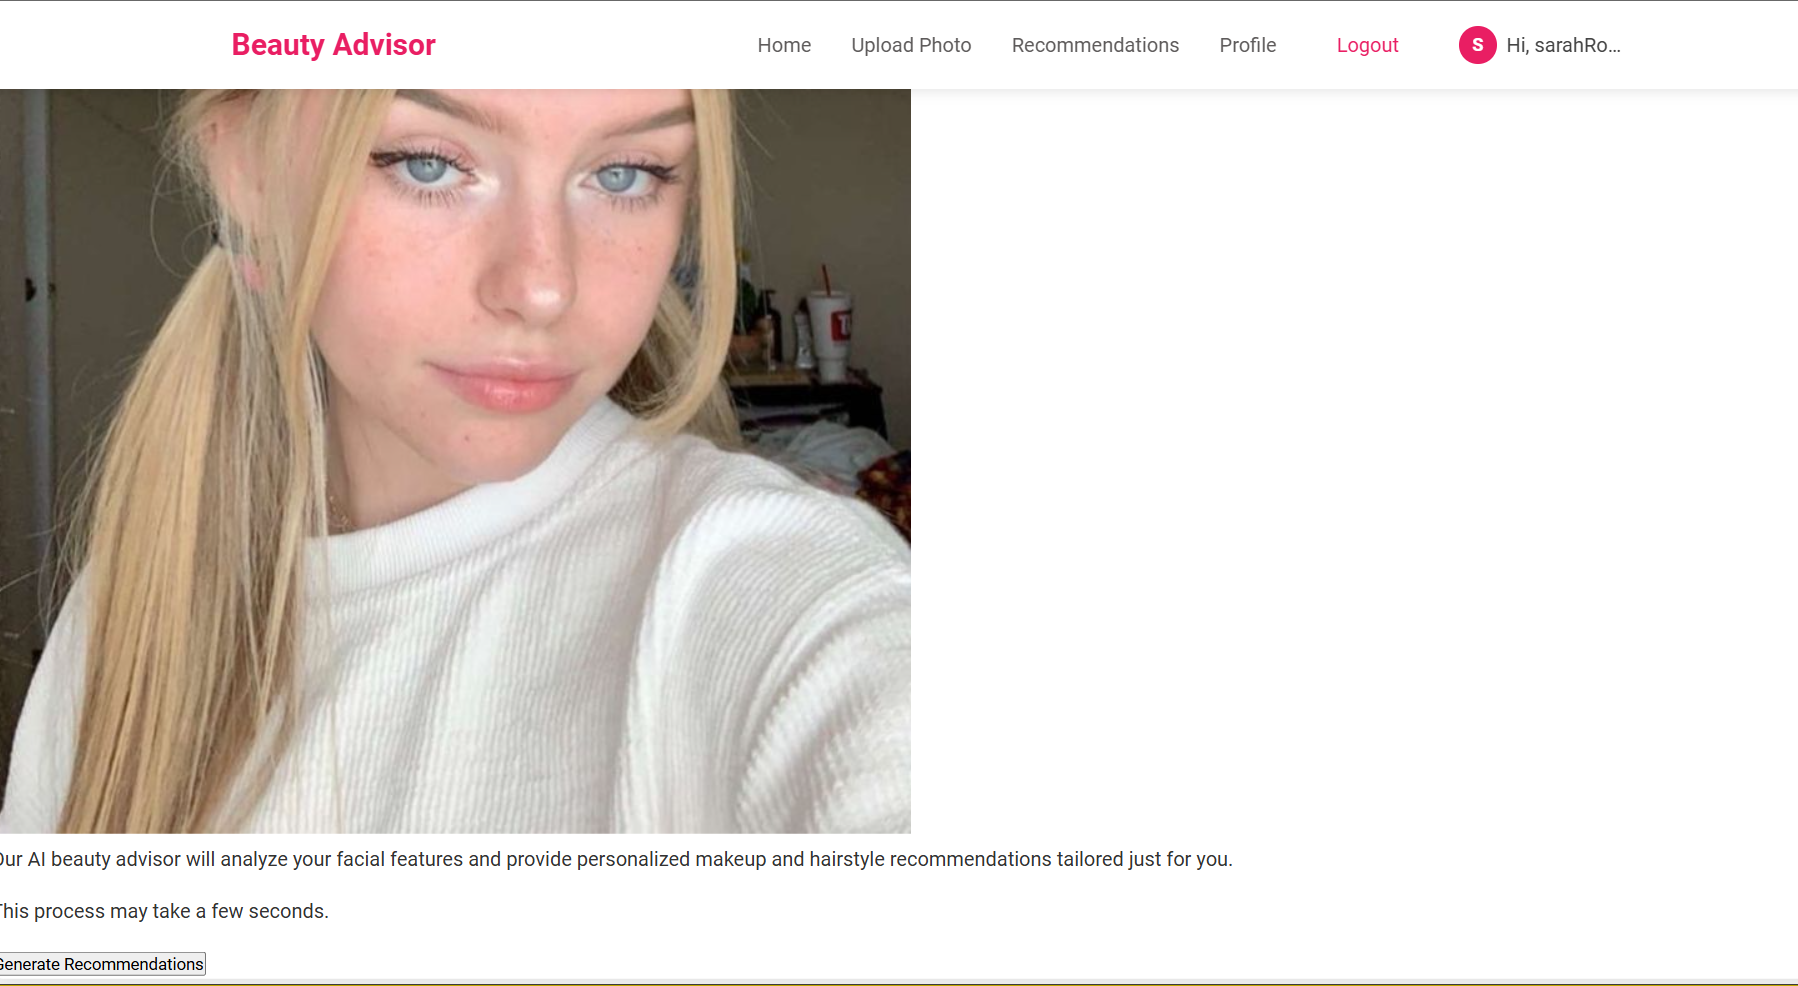 Beauty Advisor Home Upload Photo Recommendations Profile Logout S Hi, sarahRo...
Our AI beauty advisor will analyze your facial features and provide personalized makeup and hairstyle recommendations tailored just for you.
This process may take a few seconds.
Generate Recommendations